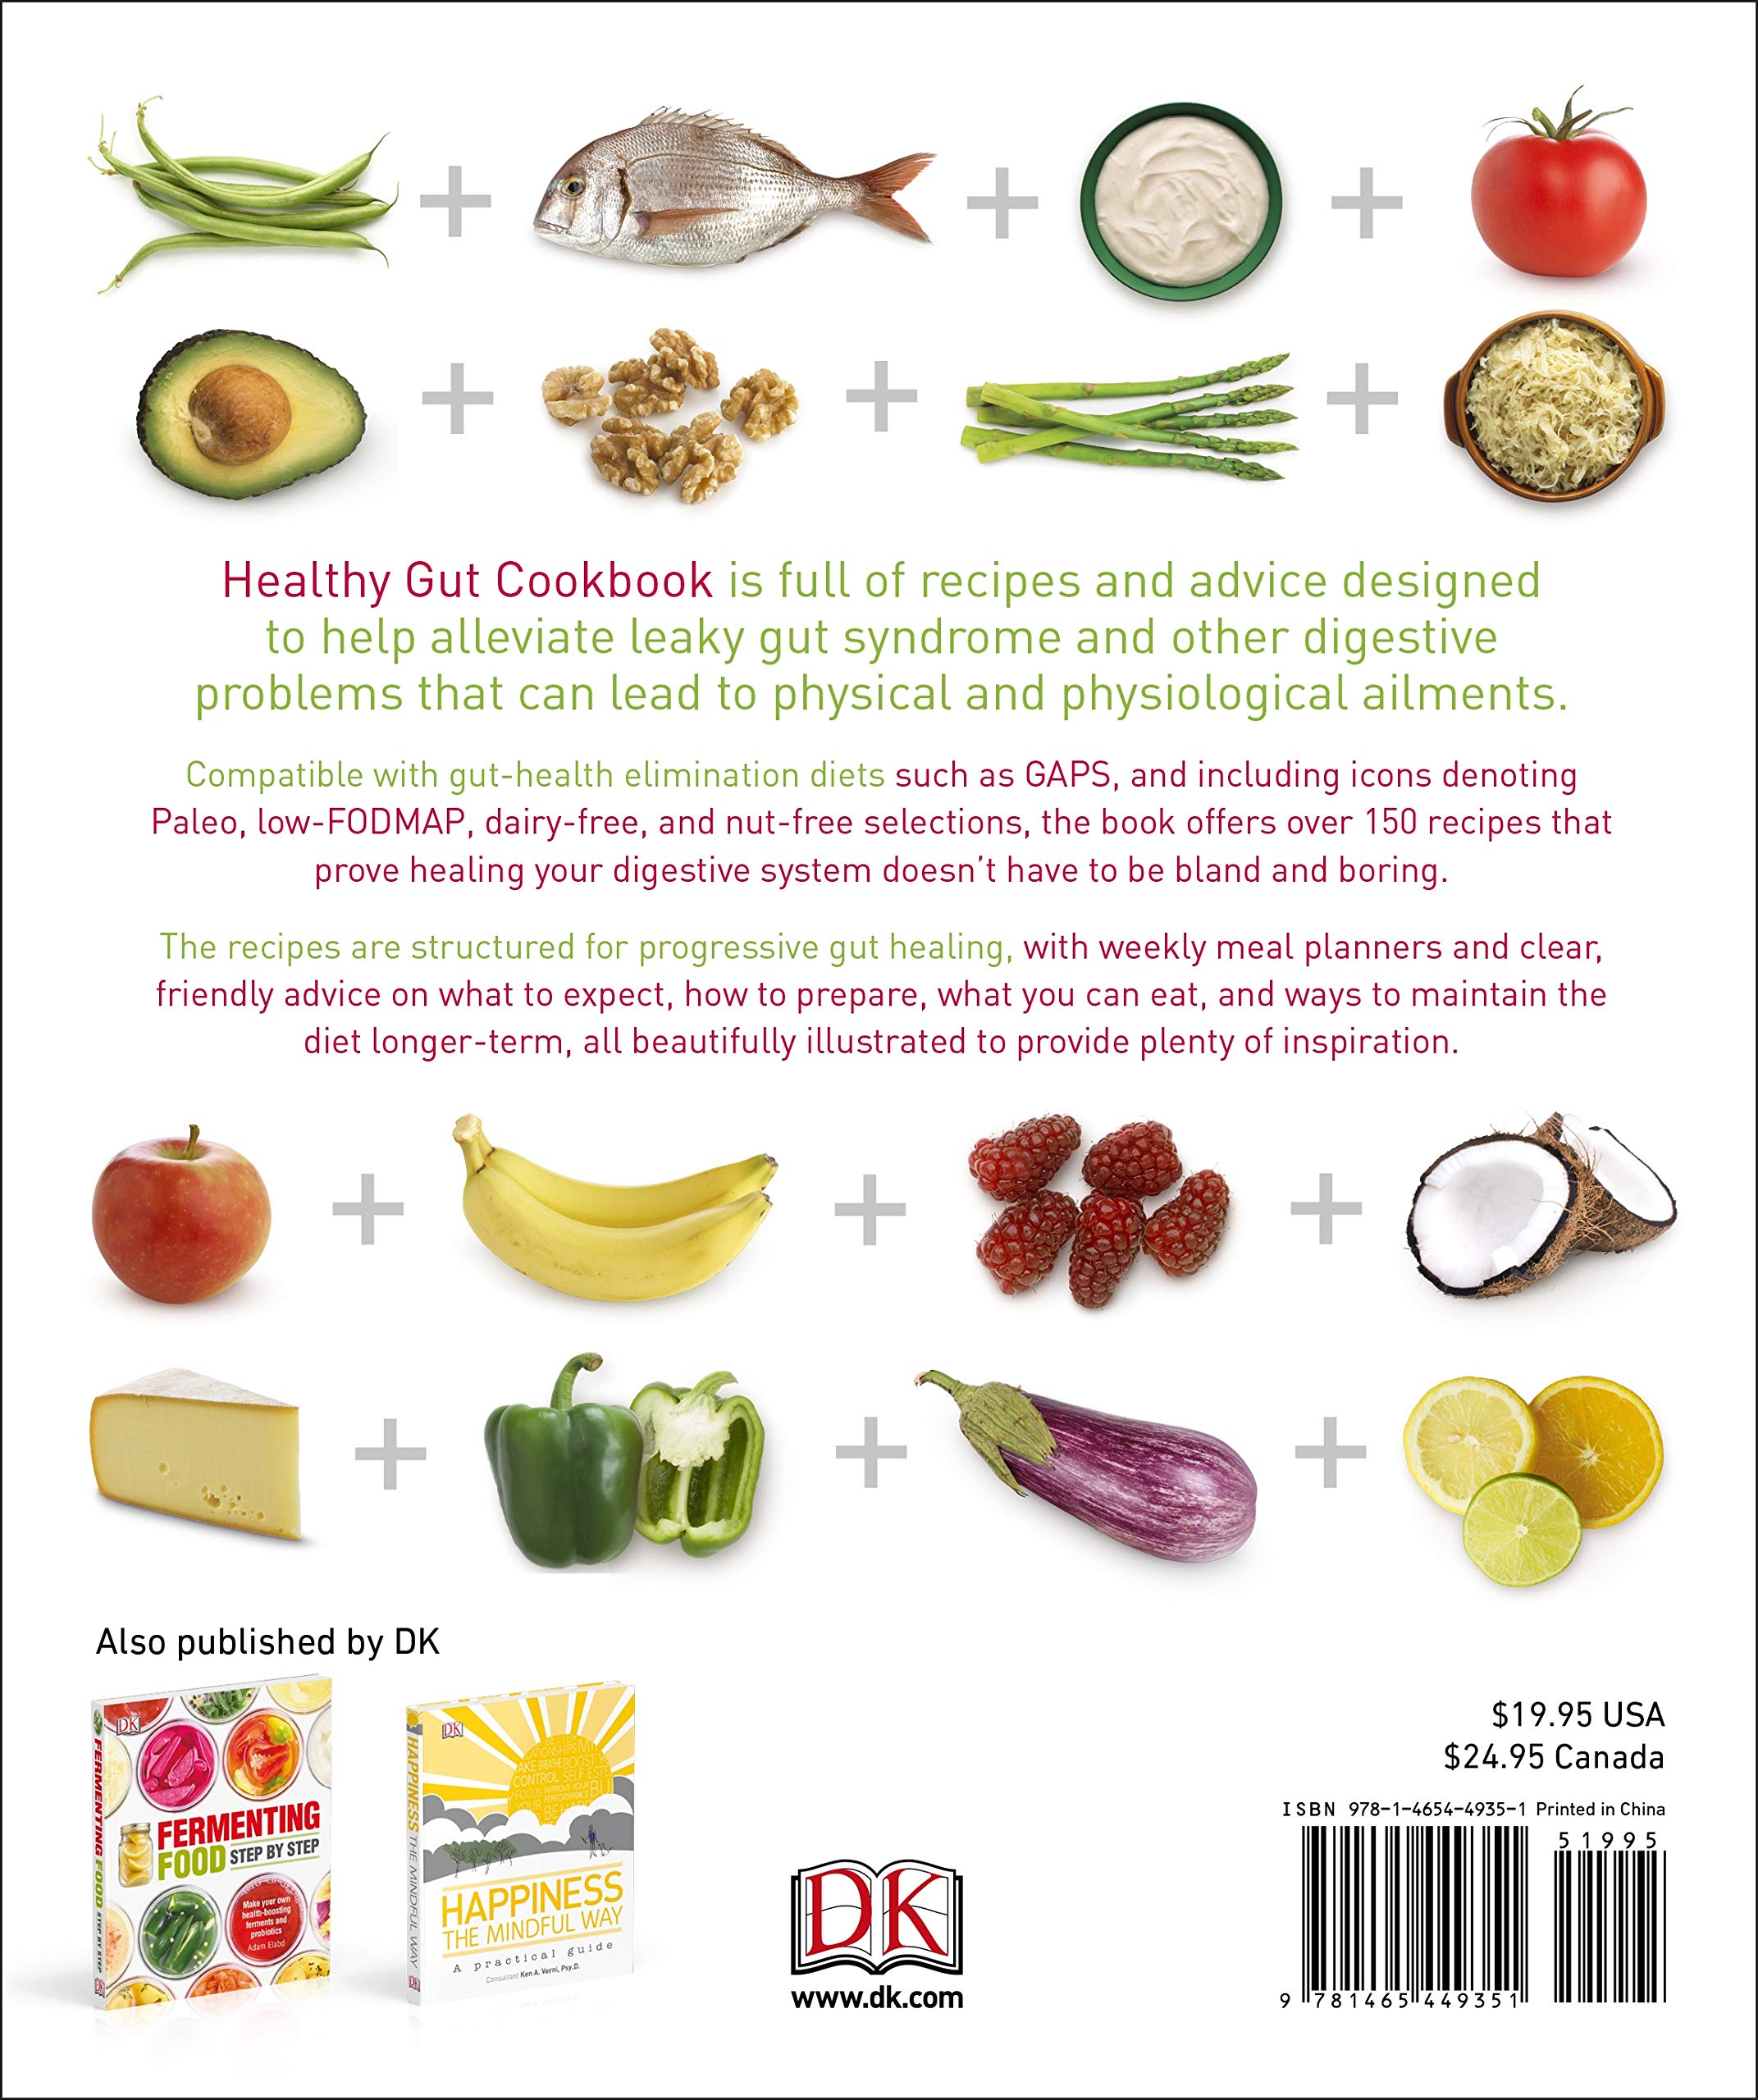 Healthy Gut Cookbook is full of recipes and advice designed
to help alleviate leaky gut syndrome and other digestive
problems that can lead to physical and physiological ailments.
Compatible with gut-health elimination diets such as GAPS, and including icons denoting
Paleo, low-FODMAP, dairy-free, and nut-free selections, the book offers over 150 recipes that
prove healing your digestive system doesn't have to be bland and boring.
The recipes are structured for progressive gut healing, with weekly meal planners and clear,
friendly advice on what to expect, how to prepare, what you can eat, and ways to maintain the
diet longer-term, all beautifully illustrated to provide plenty of inspiration.
Also published by DK
DK
FERMENTING FOOD STEP BY STEP
FERMENTING
FOOD STEP BY STEP
Make your own
health-boosting
ferments and
probiotics
Adam Elabd
DK
DK
HAPPINESS THE MINDFUL WAY
CONTROL SELF ESTE
PERFORMANCE
HAPPINESS
THE MINDFUL WAY
A practical guide
Consultant Ken A. Verni, Psy.D.
DK
DK
www.dk.com
$19.95 USA
$24.95 Canada
ISBN 978-1-4654-4935-1 Printed in China
51995
9 781465 449351